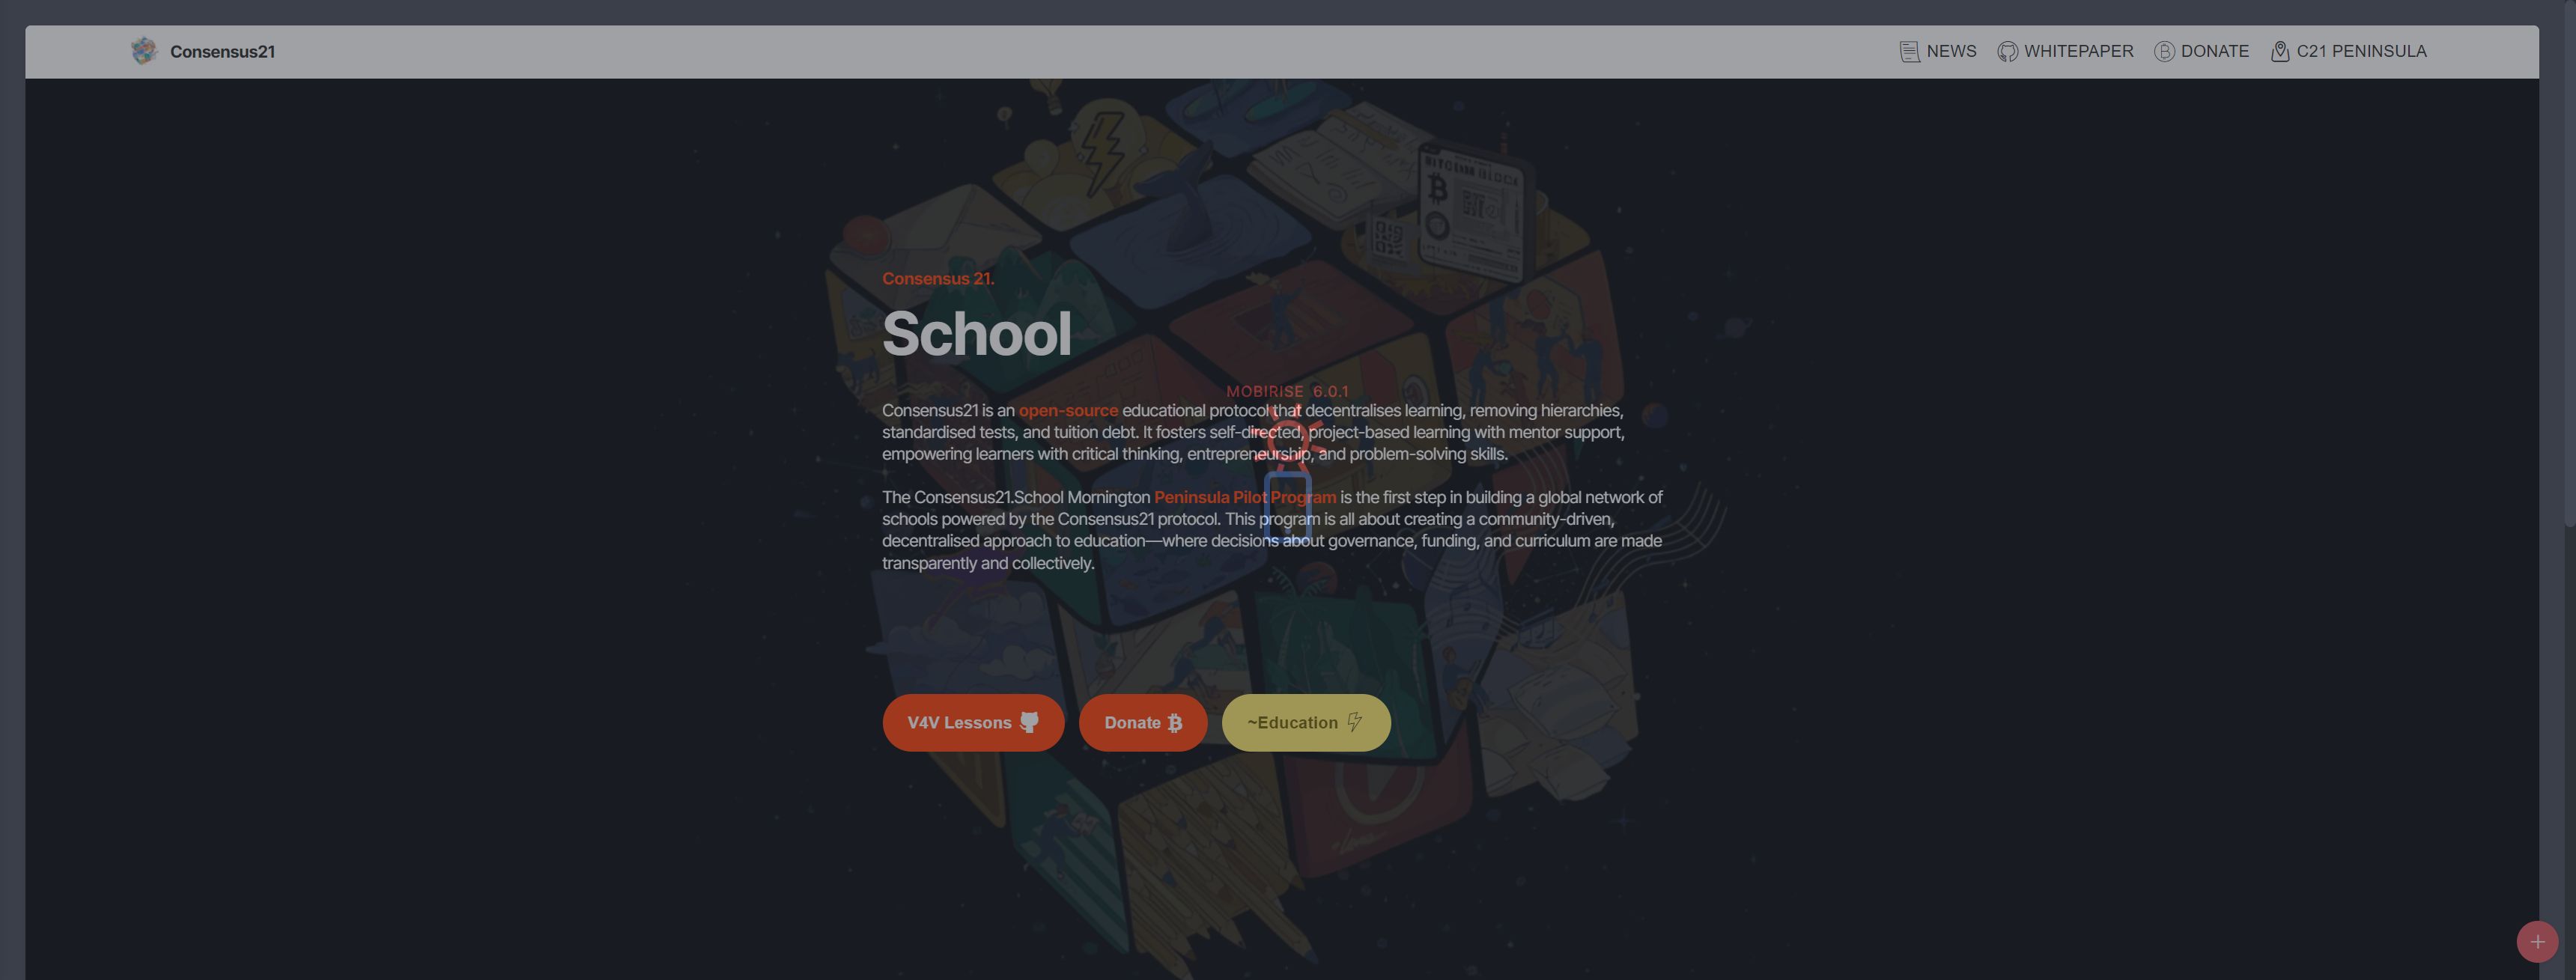 Consensus21
NEWS
WHITEPAPER
DONATE
C21 PENINSULA
BITCOIN BLOCK
Consensus 21.
School
MOBIRISE 6.0.1
Consensus21 is an open-source educational protocol that decentralises learning, removing hierarchies,
standardised tests, and tuition debt. It fosters self-directed, project-based learning with mentor support,
empowering learners with critical thinking, entrepreneurship, and problem-solving skills.
The Consensus21.School Mornington Peninsula Pilot Program is the first step in building a global network of
schools powered by the Consensus21 protocol. This program is all about creating a community-driven,
decentralised approach to education—where decisions about governance, funding, and curriculum are made
transparently and collectively.
V4V Lessons
Donate
~Education